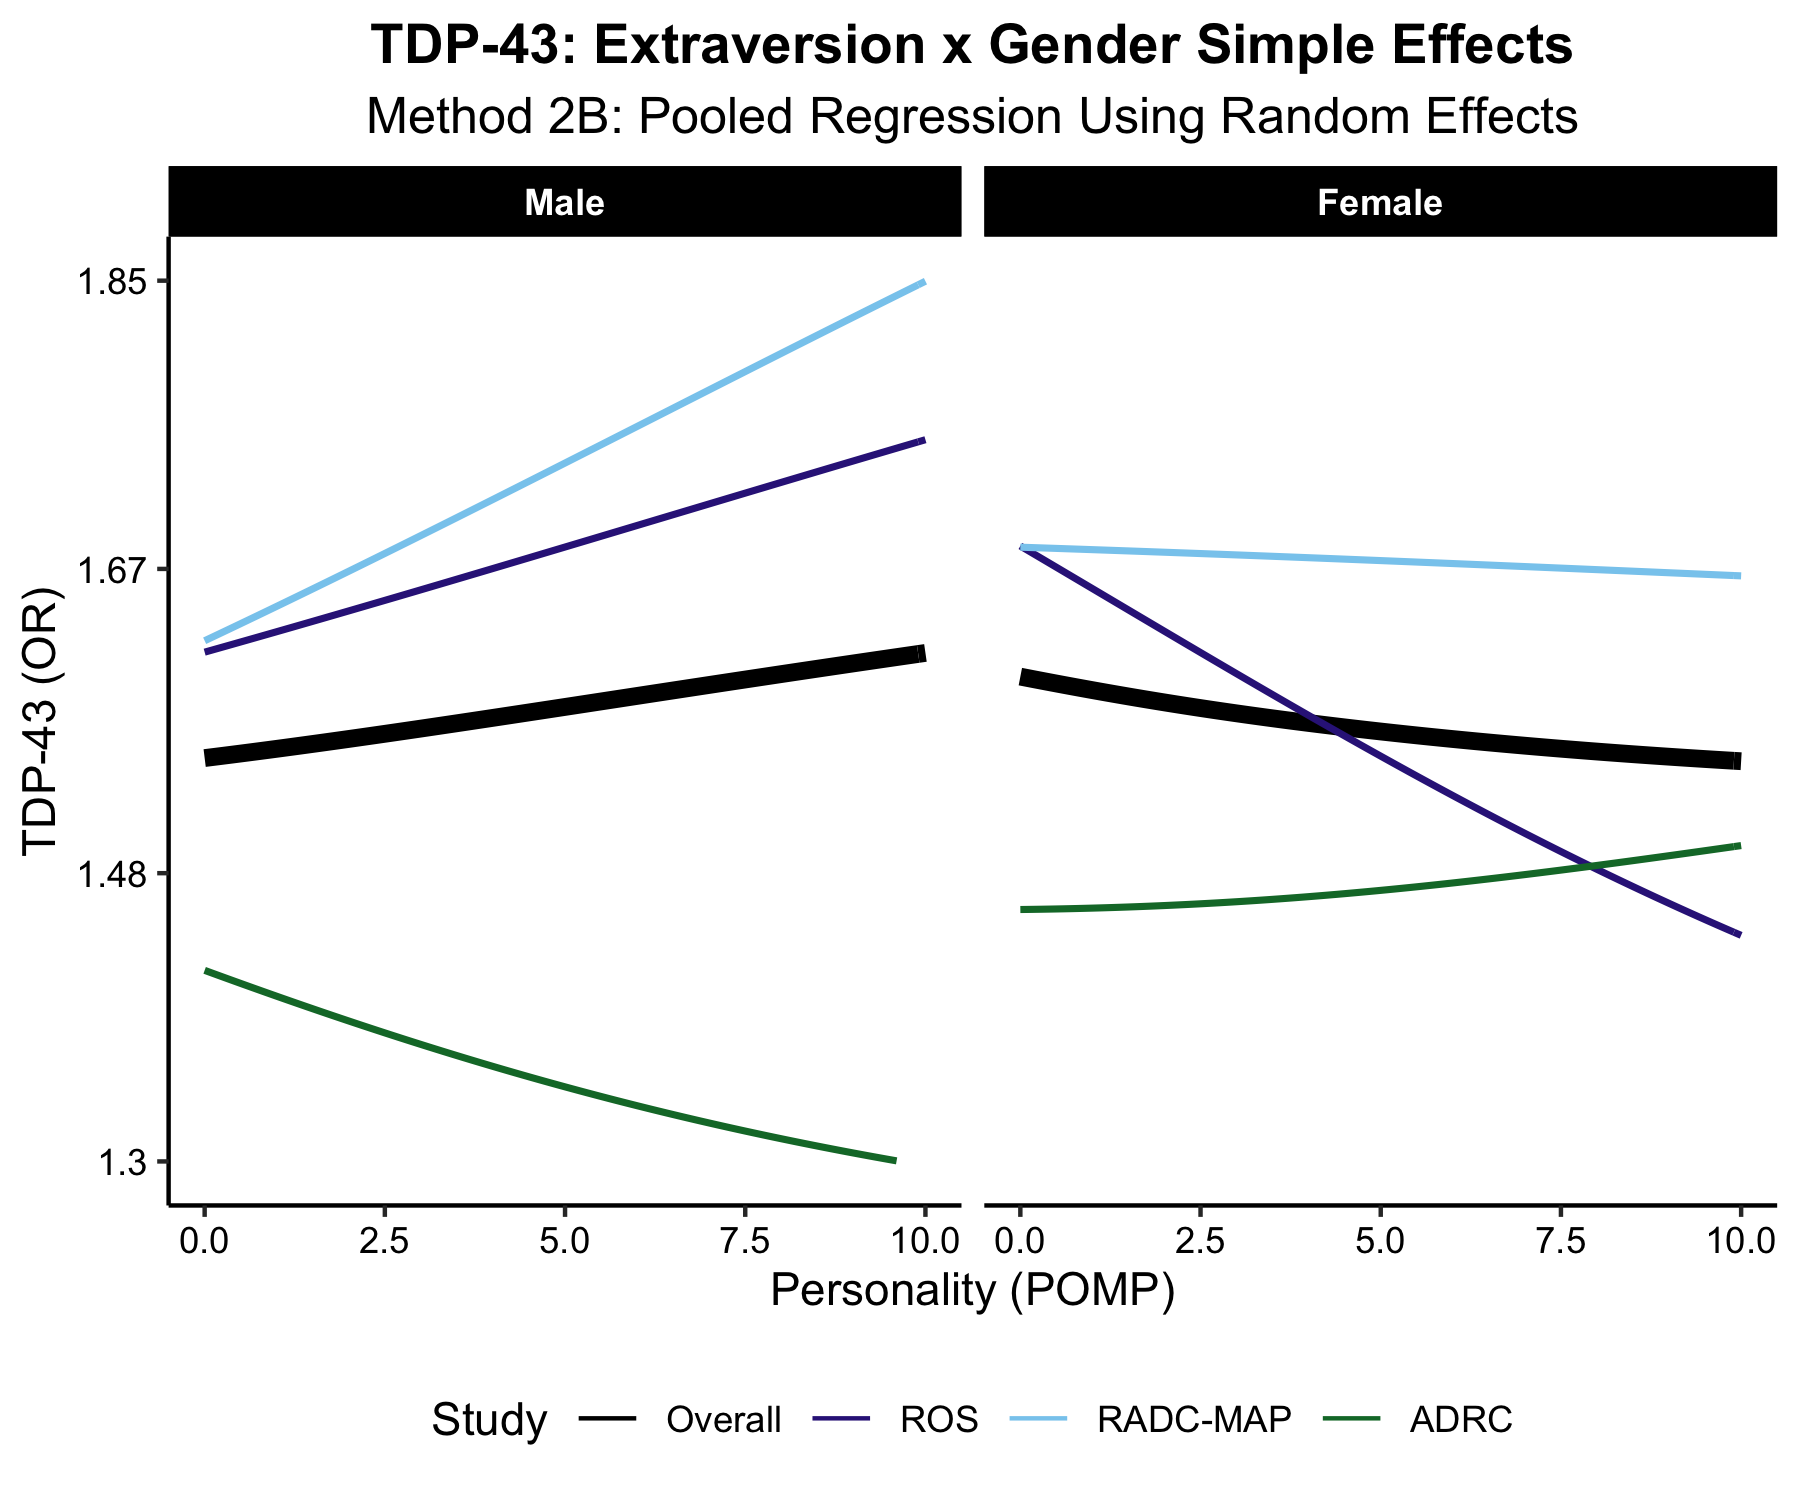 TDP-43: Extraversion x Gender Simple Effects
Method 2B: Pooled Regression Using Random Effects
Male Female
TDP-43 (OR)
1.85
1.67
1.48
1.3
0.0 2.5 5.0 7.5 10.0 0.0 2.5 5.0 7.5 10.0
Personality (POMP)
Study Overall ROS RADC-MAP ADRC